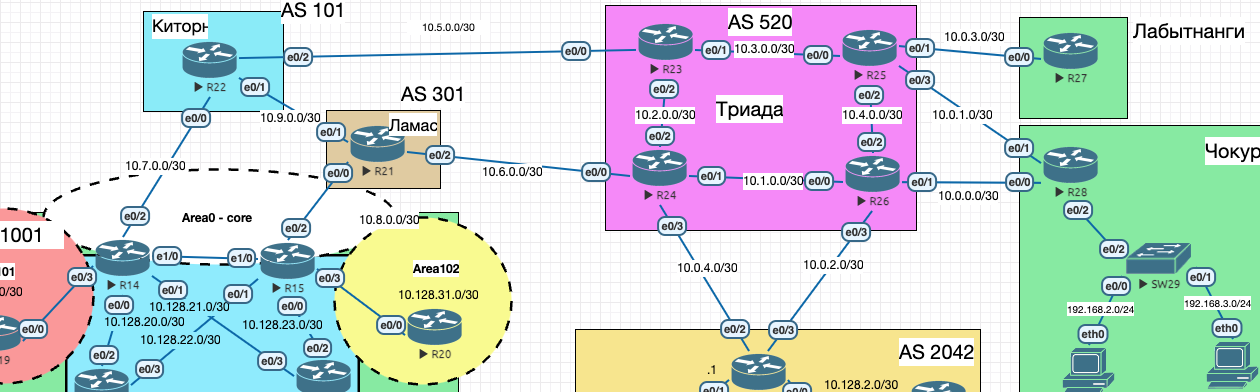 AS 101
Киторн
R22
e0/2
e0/1
e0/0
10.5.0.0/30
10.9.0.0/30
10.7.0.0/30
AS 301
Ламас
R21
e0/1
e0/2
e0/0
10.6.0.0/30
10.8.0.0/30
AS 520
Триада
R23
e0/0
e0/1
e0/2
10.3.0.0/30
R25
e0/0
e0/1
e0/3
e0/2
10.2.0.0/30
10.4.0.0/30
R24
e0/2
e0/0
e0/1
e0/3
10.1.0.0/30
R26
e0/2
e0/0
e0/1
e0/3
10.0.3.0/30
10.0.1.0/30
10.0.0.0/30
10.0.4.0/30
10.0.2.0/30
Лабытнанги
e0/0
R27
Чокур
e0/1
e0/0
R28
e0/2
e0/2
SW29
e0/0
e0/1
192.168.2.0/24
192.168.3.0/24
eth0
eth0
Area0 - core
e0/2
e1/0
R14
e0/3
e0/0
e0/1
e0/2
e1/0
R15
e0/3
e0/1
e0/0
10.128.21.0/30
10.128.20.0/30
10.128.22.0/30
10.128.23.0/30
e0/2
e0/3
e0/3
e0/2
1001
101
0/30
e0/0
19
Area102
10.128.31.0/30
e0/0
R20
AS 2042
e0/2
e0/3
.1
e0/1
e0/0
10.128.2.0/30